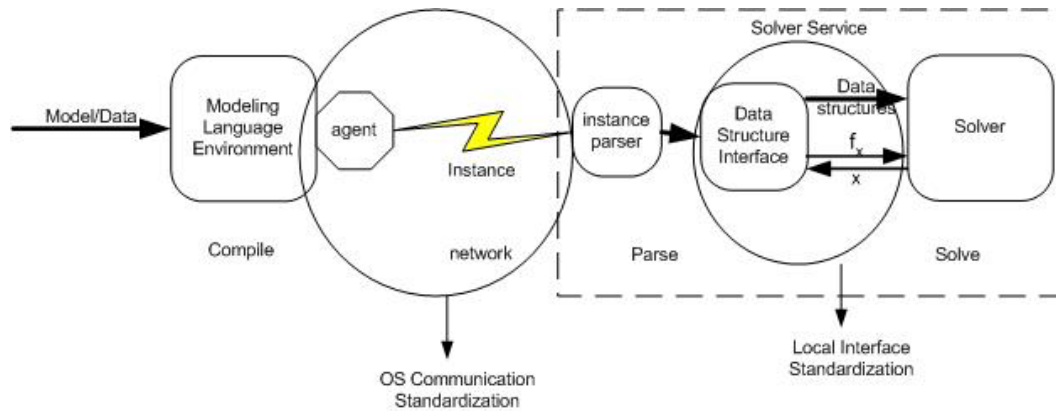 Solver Service
Model/Data
Modeling
Language
Environment
agent
Instance
network
instance
parser
Data
Structure
Interface
Data
structures
fx
x
Solver
Compile
Parse
Solve
OS Communication
Standardization
Local Interface
Standardization